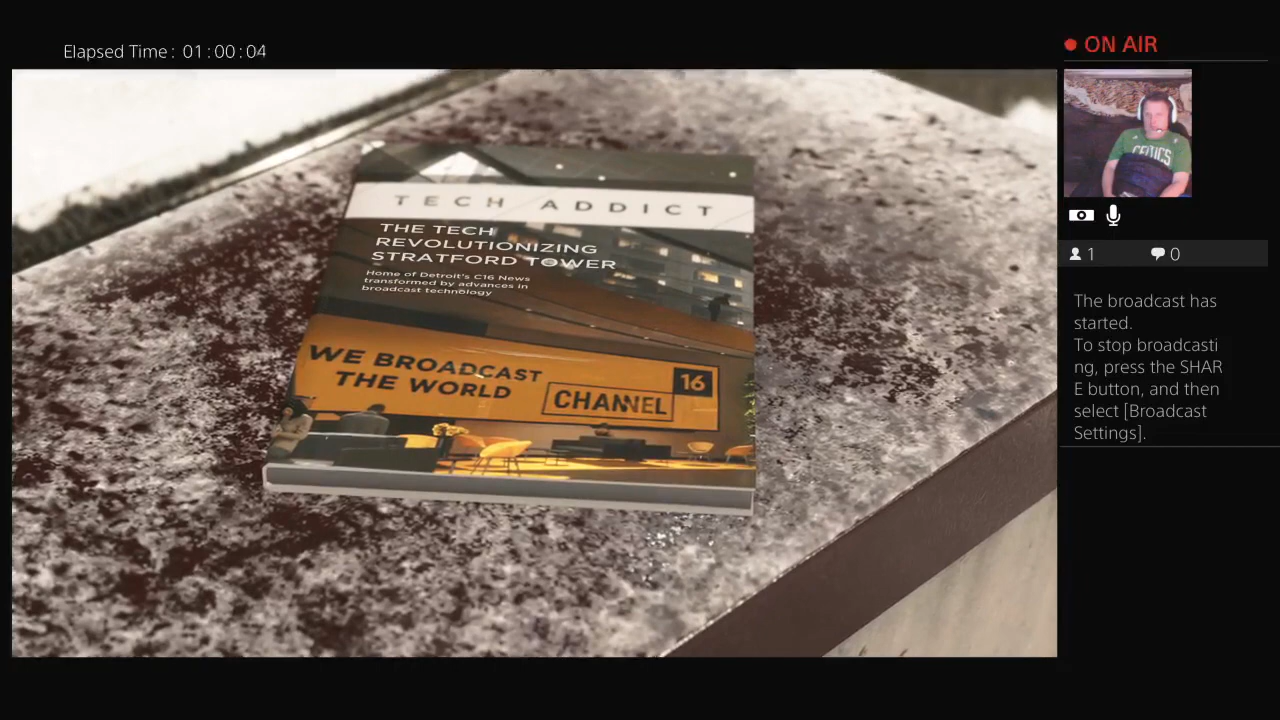 Elapsed Time: 01:00:04
ON AIR
TECH ADDICT
THE TECH
REVOLUTIONIZING
STRATFORD TOWER
Home of Detroit's C16 News
transformed by advances in
broadcast technology
WE BROADCAST
THE WORLD
16
CHANNEL
CELTICS
1
0
The broadcast has
started.
To stop broadcasti
ng, press the SHAR
E button, and then
select [Broadcast
Settings].